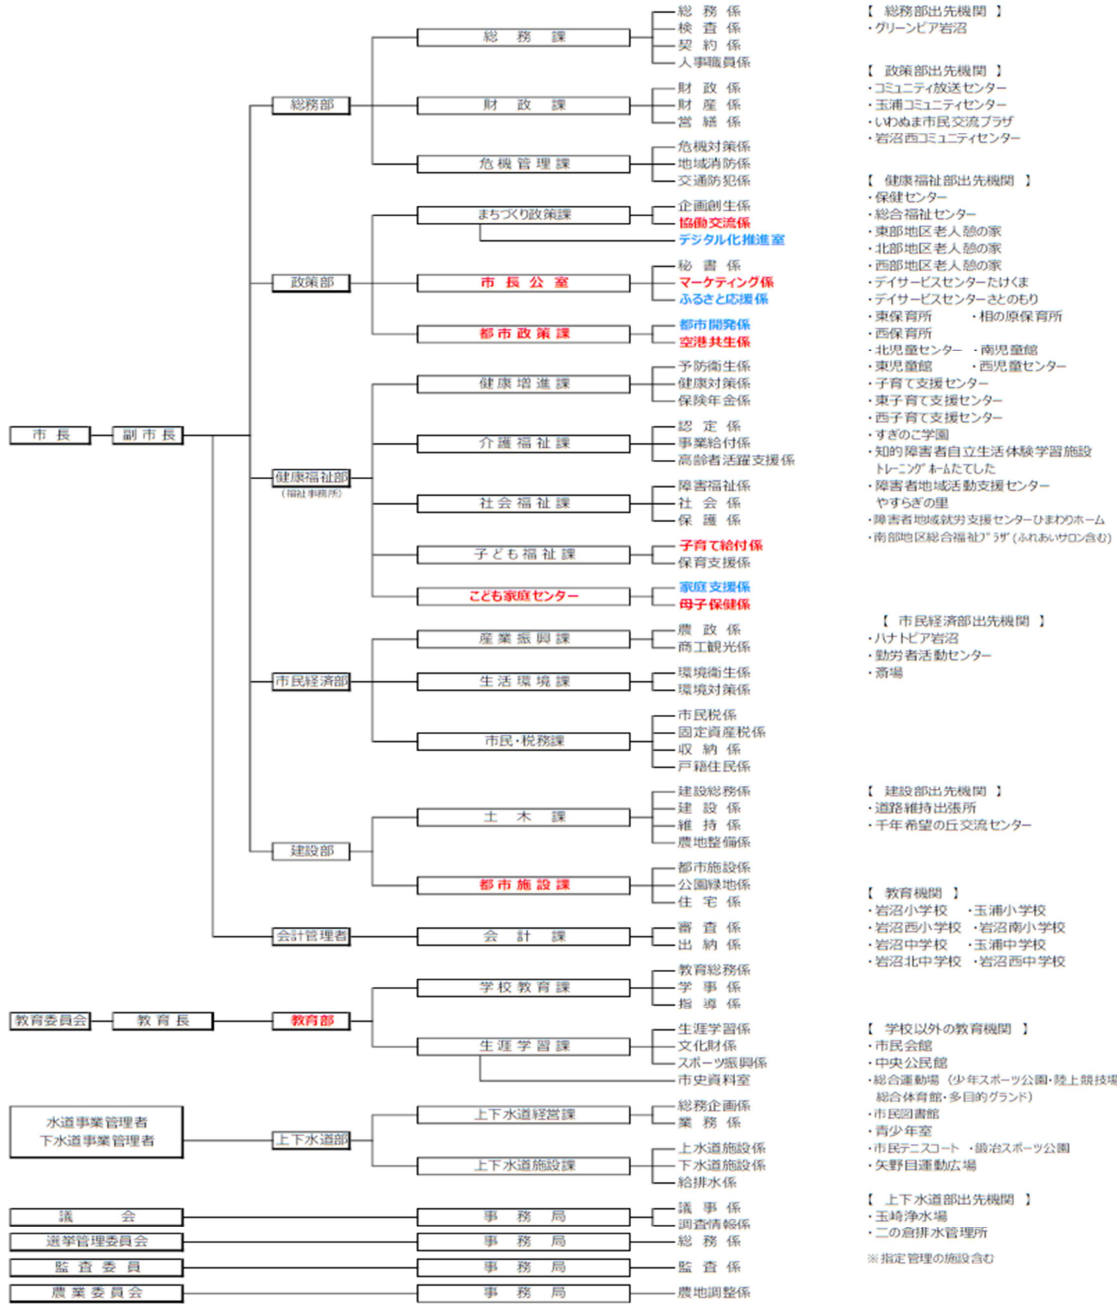 市長
副市長
総務部
総務課
総務係
検査係
契約係
人事職員係
財政課
財政係
財産係
営繕係
危機管理課
危機対策係
地域消防係
交通防犯係
政策部
まちづくり政策課
企画創生係
協働交流係
デジタル化推進室
市長公室
秘書係
マーケティング係
ふるさと応援係
都市政策課
都市開発係
空港共生係
健康福祉部
(福祉事務所)
健康増進課
予防衛生係
健康対策係
保険年金係
介護福祉課
認定係
事業給付係
高齢者活躍支援係
社会福祉課
障害福祉係
社会係
保護係
子ども福祉課
子育て給付係
保育支援係
こども家庭センター
家庭支援係
母子保健係
市民経済部
産業振興課
農政係
商工観光係
生活環境課
環境衛生係
環境対策係
市民・税務課
市民税係
固定資産税係
収納係
戸籍住民係
建設部
土木課
建設総務係
建設係
維持係
農地整備係
都市施設課
都市施設係
公園緑地係
住宅係
会計管理者
会計課
審査係
出納係
教育委員会
教育長
教育部
学校教育課
教育総務係
学事係
指導係
生涯学習課
生涯学習係
文化財係
スポーツ振興係
市史資料室
水道事業管理者
下水道事業管理者
上下水道部
上下水道経営課
総務企画係
業務係
上下水道施設課
上水道施設係
下水道施設係
給排水係
議会
事務局
議事係
調査情報係
選挙管理委員会
事務局
総務係
監査委員
事務局
監査係
農業委員会
事務局
農地調整係
【 総務部出先機関 】
・グリーンピア岩沼
【 政策部出先機関 】
・コミュニティ放送センター
・玉浦コミュニティセンター
・いわぬま市民交流プラザ
・岩沼西コミュニティセンター
【 健康福祉部出先機関 】
・保健センター
・総合福祉センター
・東部地区老人憩の家
・北部地区老人憩の家
・西部地区老人憩の家
・デイサービスセンターたけくま
・デイサービスセンターさとのもり
・東保育所 ・相の原保育所
・西保育所
・北児童センター ・南児童館
・東児童館 ・西児童センター
・子育て支援センター
・東子育て支援センター
・西子育て支援センター
・すぎのこ学園
・知的障害者自立生活体験学習施設
トレーニングホームたてした
・障害者地域活動支援センター
やすらぎの里
・障害者地域就労支援センターひまわりホーム
・南部地区総合福祉プラザ(ふれあいサロン含む)
【 市民経済部出先機関 】
・ハナトピア岩沼
・勤労者活動センター
・斎場
【 建設部出先機関 】
・道路維持出張所
・千年希望の丘交流センター
【 教育機関 】
・岩沼小学校 ・玉浦小学校
・岩沼西小学校 ・岩沼南小学校
・岩沼中学校 ・玉浦中学校
・岩沼北中学校 ・岩沼西中学校
【 学校以外の教育機関 】
・市民会館
・中央公民館
・総合運動場（少年スポーツ公園・陸上競技場
総合体育館・多目的グランド）
・市民図書館
・青少年室
・市民テニスコート ・鍛冶スポーツ公園
・矢野目運動広場
【 上下水道部出先機関 】
・玉崎浄水場
・二の倉排水管理所
※指定管理の施設含む